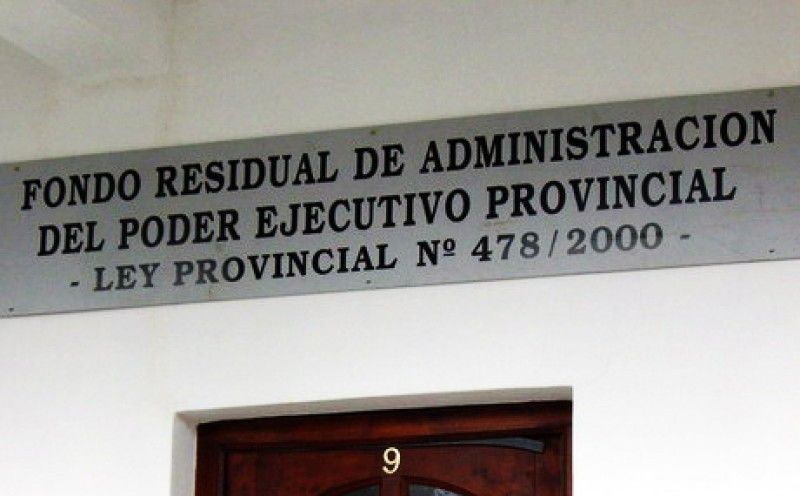 FONDO RESIDUAL DE ADMINISTRACION
DEL PODER EJECUTIVO PROVINCIAL
- LEY PROVINCIAL Nº 478/2000 -
9